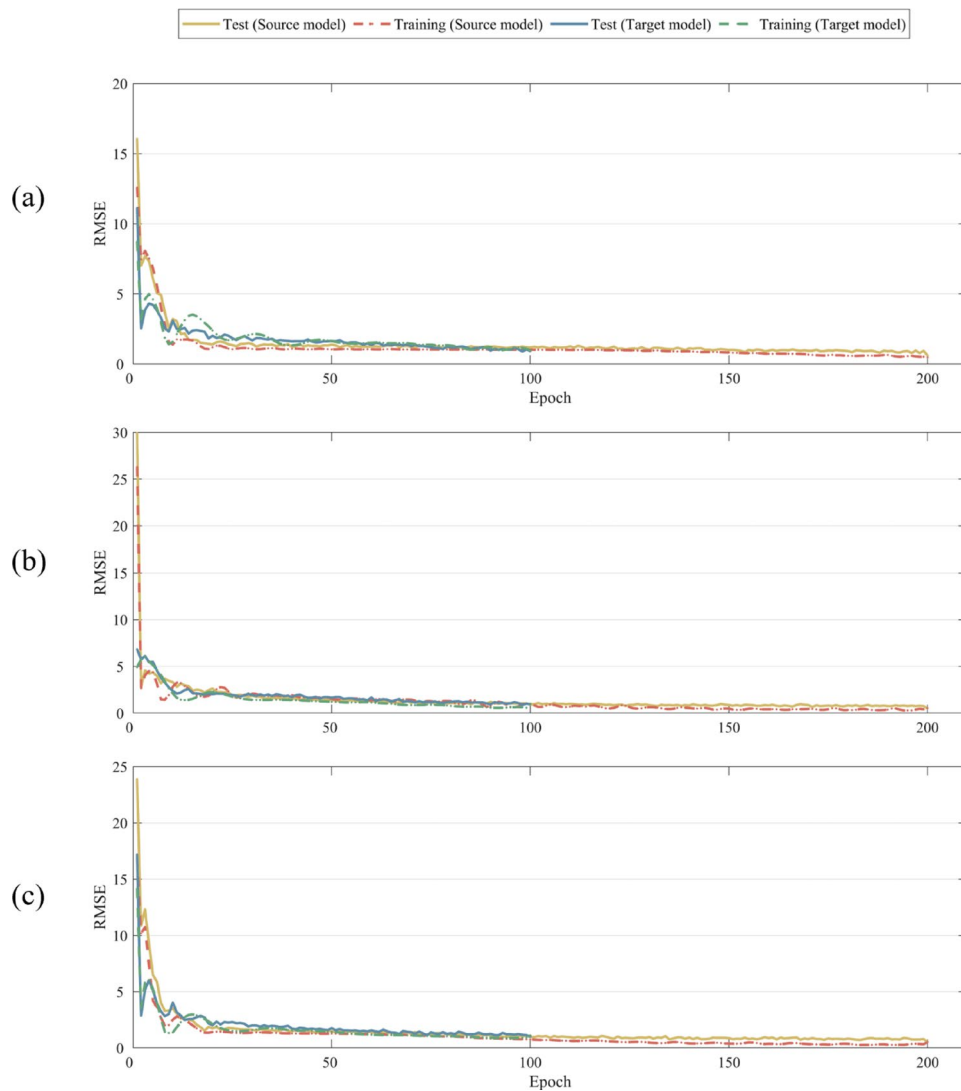 Test (Source model) Training (Source model) Test (Target model) Training (Target model)
(a)
RMSE
20
15
10
5
0
0 50 100 150 200
Epoch
(b)
RMSE
30
25
20
15
10
5
0
0 50 100 150 200
Epoch
(c)
RMSE
25
20
15
10
5
0
0 50 100 150 200
Epoch